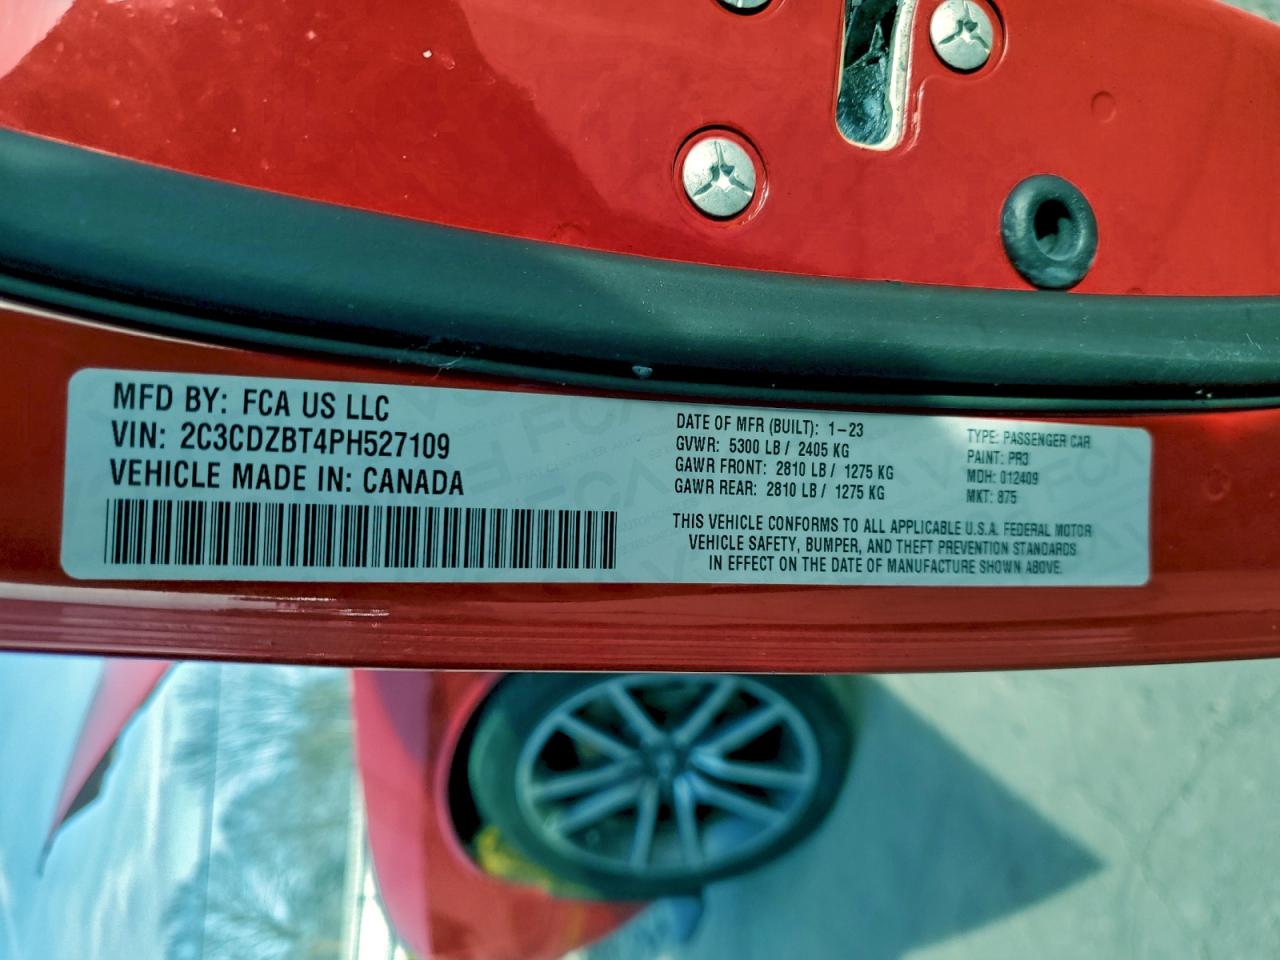 MFD BY: FCA US LLC
VIN: 2C3CDZBT4PH527109
VEHICLE MADE IN: CANADA
DATE OF MFR (BUILT): 1-23
GVWR: 5300 LB / 2405 KG
GAWR FRONT: 2810 LB / 1275 KG
GAWR REAR: 2810 LB / 1275 KG
TYPE: PASSENGER CAR
PAINT: PR3
MDH: 012409
MKT: 875
THIS VEHICLE CONFORMS TO ALL APPLICABLE U.S.A. FEDERAL MOTOR
VEHICLE SAFETY, BUMPER, AND THEFT PREVENTION STANDARDS
IN EFFECT ON THE DATE OF MANUFACTURE SHOWN ABOVE.